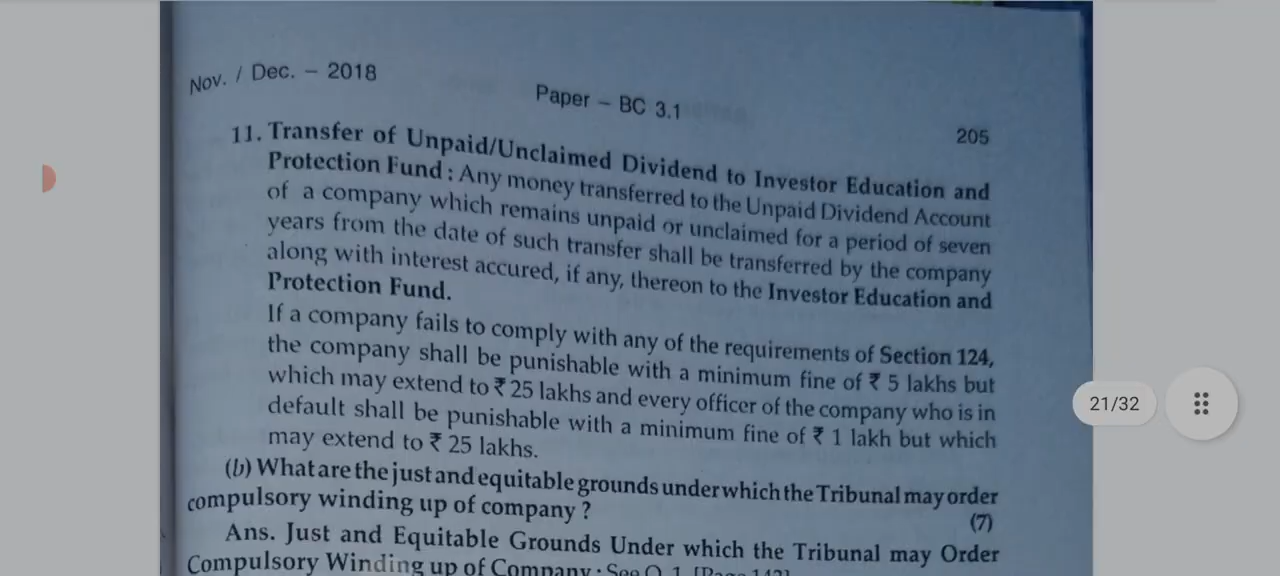 Nov. / Dec. – 2018
Paper – BC 3.1
205
11. Transfer of Unpaid/Unclaimed Dividend to Investor Education and
Protection Fund : Any money transferred to the Unpaid Dividend Account
of a company which remains unpaid or unclaimed for a period of seven
years from the date of such transfer shall be transferred by the company
along with interest accured, if any, thereon to the Investor Education and
Protection Fund.
If a company fails to comply with any of the requirements of Section 124,
the company shall be punishable with a minimum fine of ₹ 5 lakhs but
which may extend to ₹ 25 lakhs and every officer of the company who is in
default shall be punishable with a minimum fine of ₹ 1 lakh but which
may extend to ₹ 25 lakhs.
(b) What are the just and equitable grounds under which the Tribunal may order
compulsory winding up of company ? (7)
Ans. Just and Equitable Grounds Under which the Tribunal may Order
Compulsory Winding up of Company : See Q. 1 [Page 142]
21/32